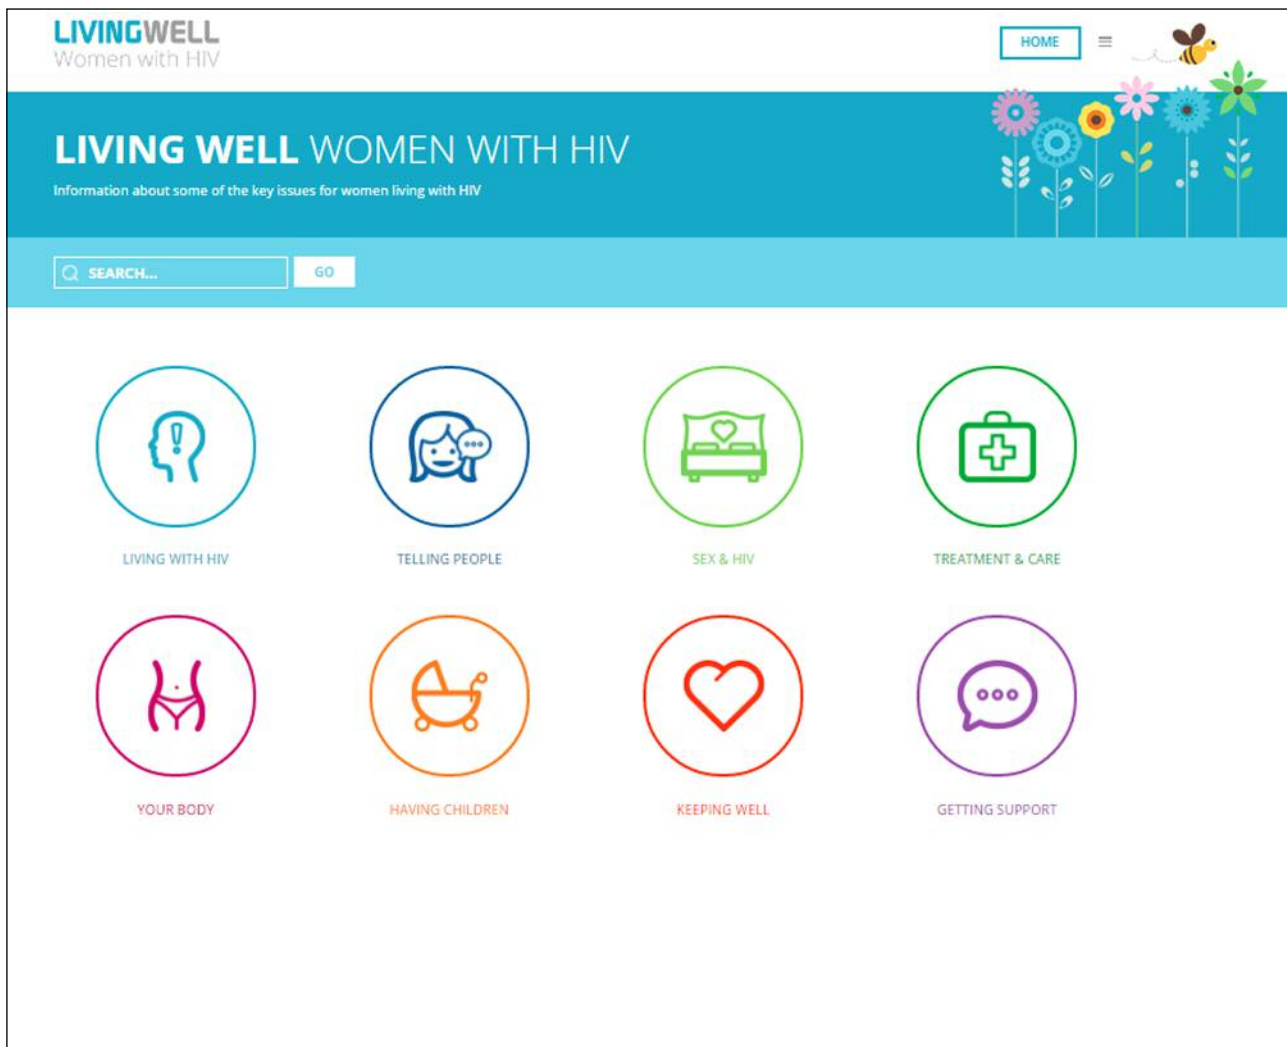 LIVINGWELL
Women with HIV
HOME
LIVING WELL WOMEN WITH HIV
Information about some of the key issues for women living with HIV
SEARCH...
GO
LIVING WITH HIV
TELLING PEOPLE
SEX & HIV
TREATMENT & CARE
YOUR BODY
HAVING CHILDREN
KEEPING WELL
GETTING SUPPORT